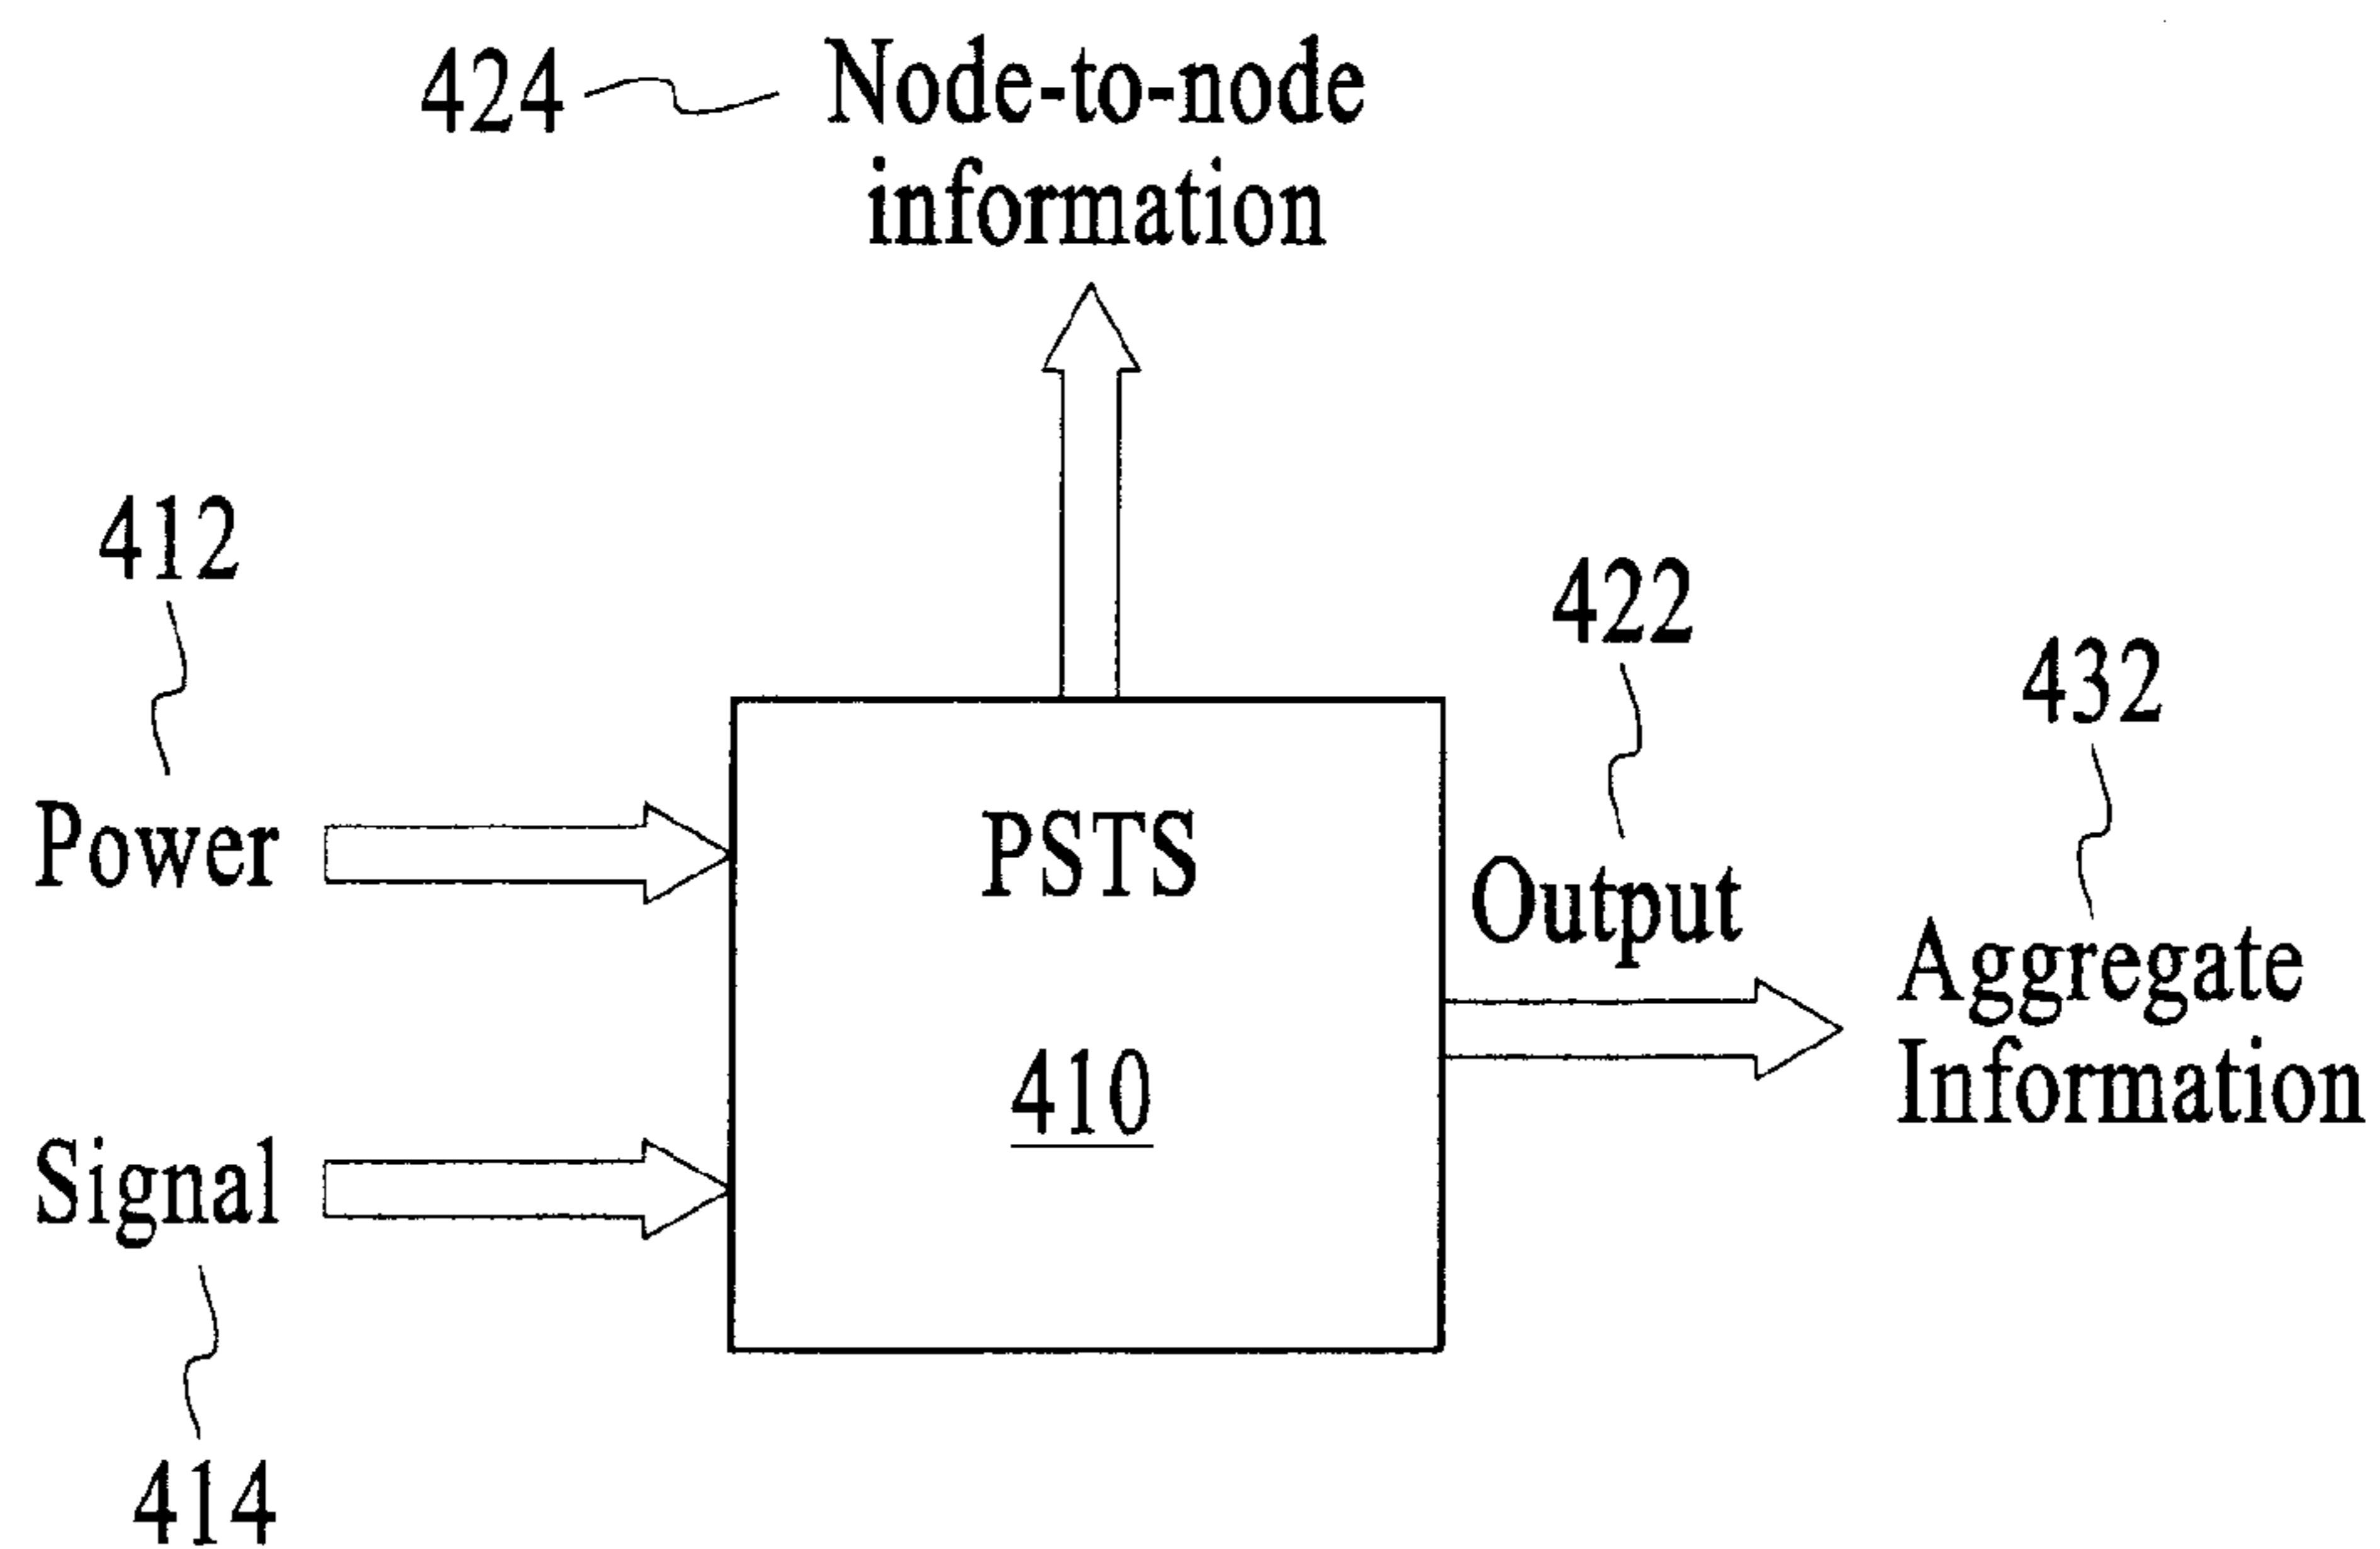 424 Node-to-node
information
412
422
432
Power
PSTS
Output
Aggregate
Information
410
Signal
414